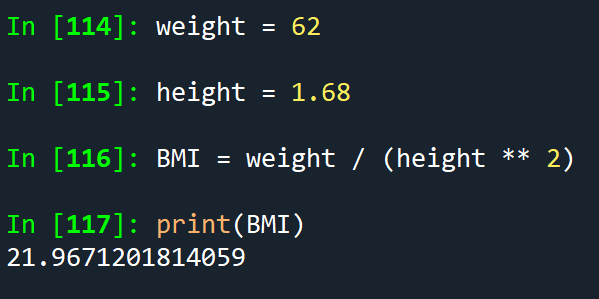 In [114]: weight = 62
In [115]: height = 1.68
In [116]: BMI = weight / (height ** 2)
In [117]: print(BMI)
21.9671201814059